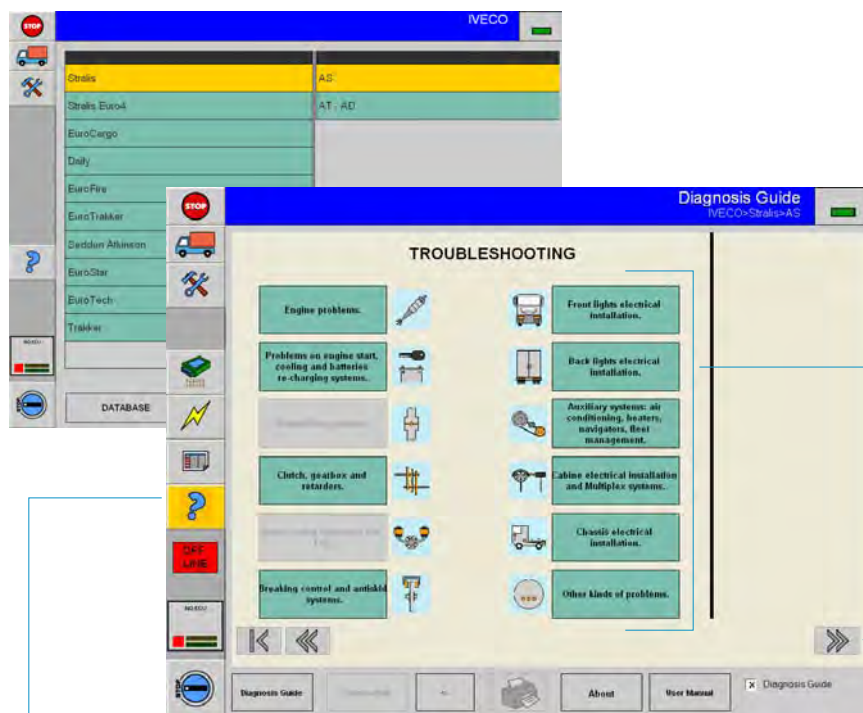 STOP
IVECO
Stralis
AS
Stralis Euro4
AT - AD
EuroCargo
Daily
EuroFire
EuroTrakker
Seddon Atkinson
EuroStar
EuroTech
Trakker
NO ECU
STOP
DATABASE
STOP
Diagnosis Guide
IVECO>Stralis>AS
TROUBLESHOOTING
Engine problems.
Front lights electrical
installation.
Problems on engine start,
cooling and batteries
re-charging systems.
Back lights electrical
installation.
Auxiliary systems: air
conditioning, heaters,
navigators, fleet
management.
Clutch, gearbox and
retarders.
Cabine electrical installation
and Multiplex systems.
Chassis electrical
installation.
Breaking control and antiskid
systems.
Other kinds of problems.
OFF
LINE
NO ECU
STOP
Diagnosis Guide
About
User Manual
x Diagnosis Guide